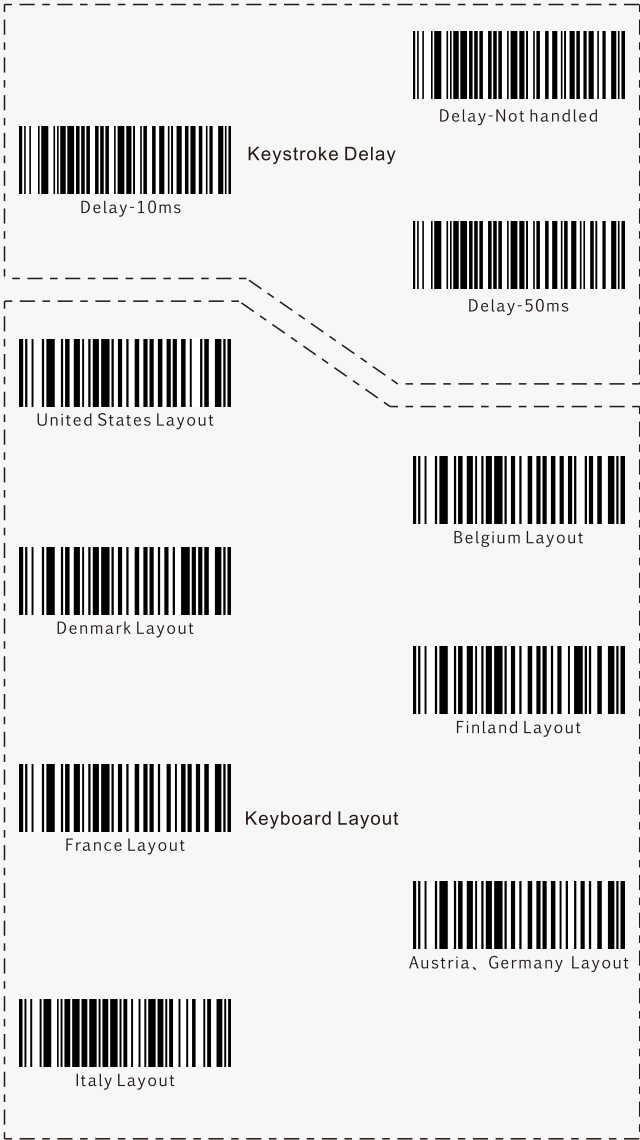 Delay-Not handled
Keystroke Delay
Delay-10ms
Delay-50ms
United States Layout
Belgium Layout
Denmark Layout
Finland Layout
Keyboard Layout
France Layout
Austria、Germany Layout
Italy Layout